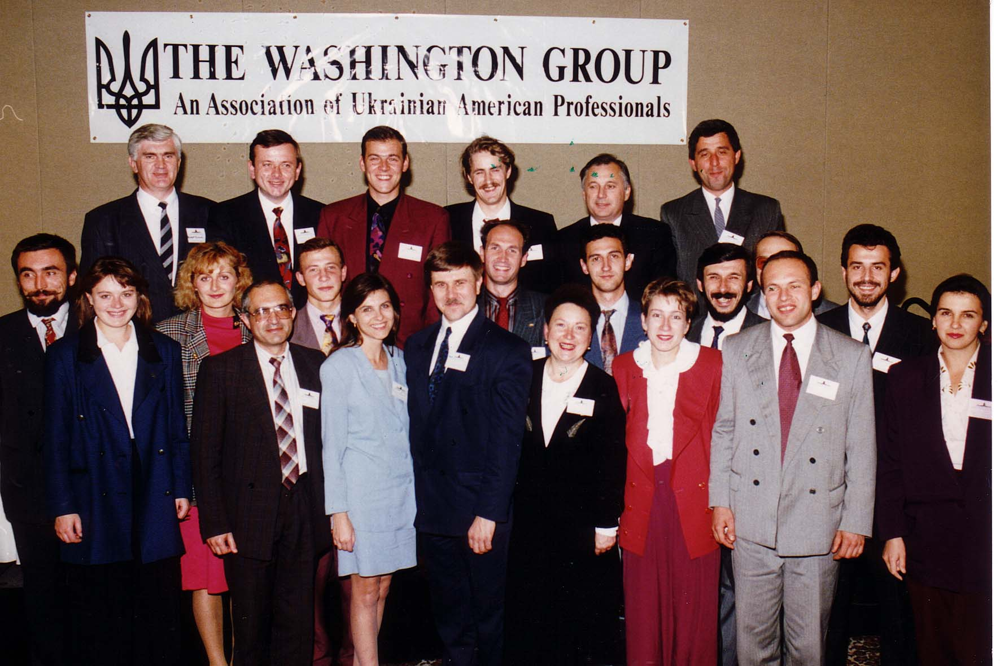 THE WASHINGTON GROUP
An Association of Ukrainian American Professionals